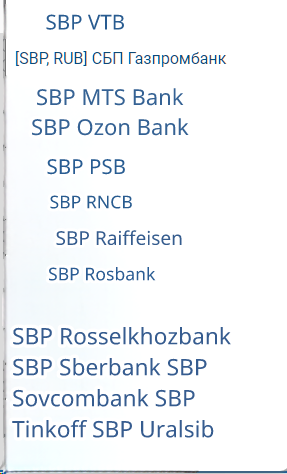 SBP VTB
[SBP, RUB] СБП Газпромбанк
SBP MTS Bank
SBP Ozon Bank
SBP PSB
SBP RNCB
SBP Raiffeisen
SBP Rosbank
SBP Rosselkhozbank
SBP Sberbank SBP
Sovcombank SBP
Tinkoff SBP Uralsib